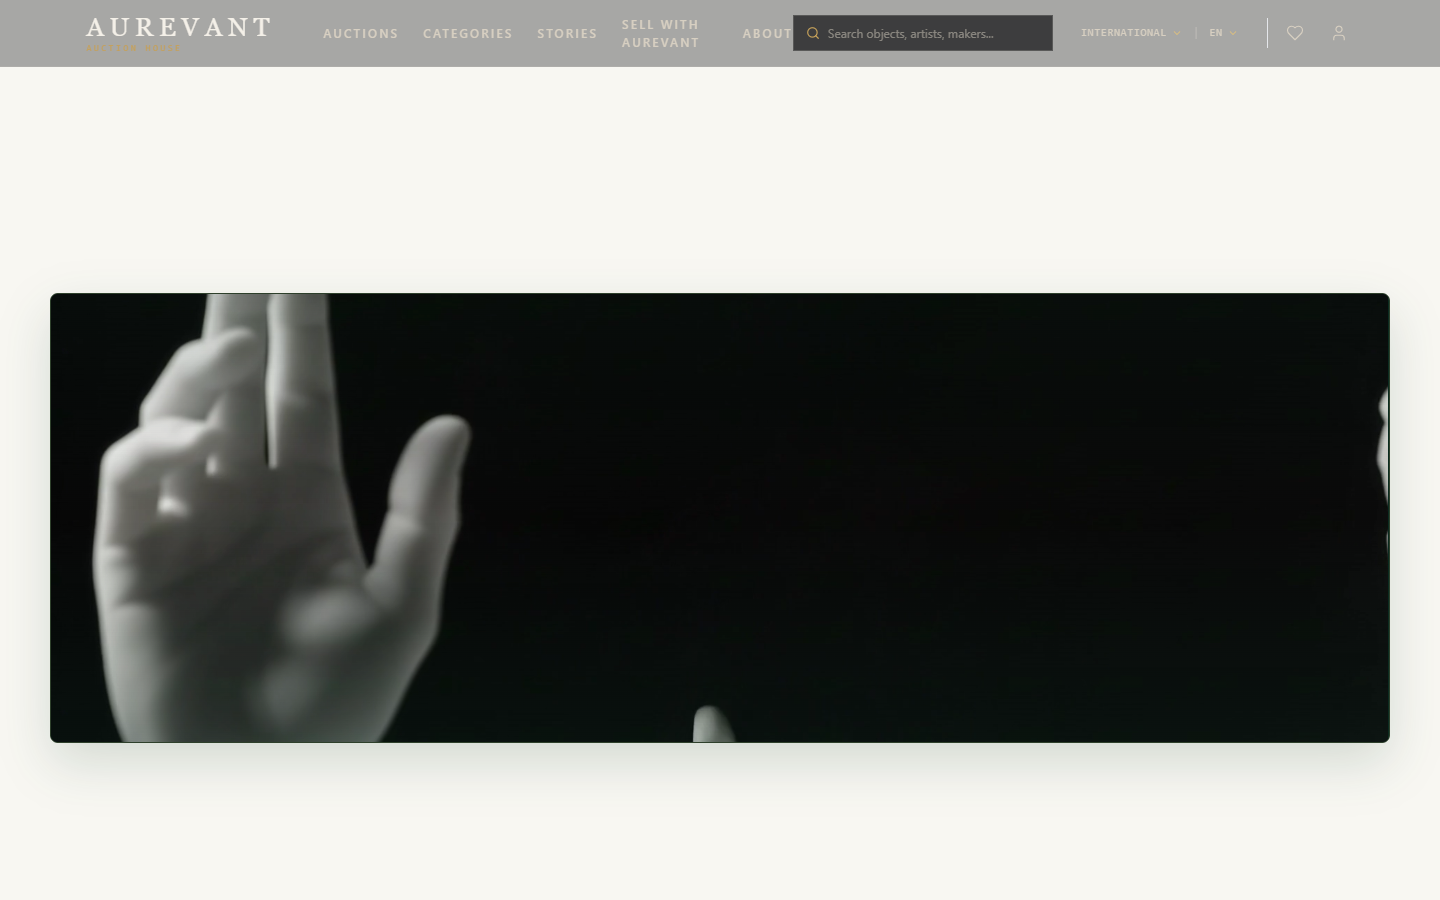 AUREVANT
AUCTIONS
CATEGORIES
STORIES
SELL WITH
AUREVANT
ABOUT
Search objects, artists, makers...
INTERNATIONAL
EN